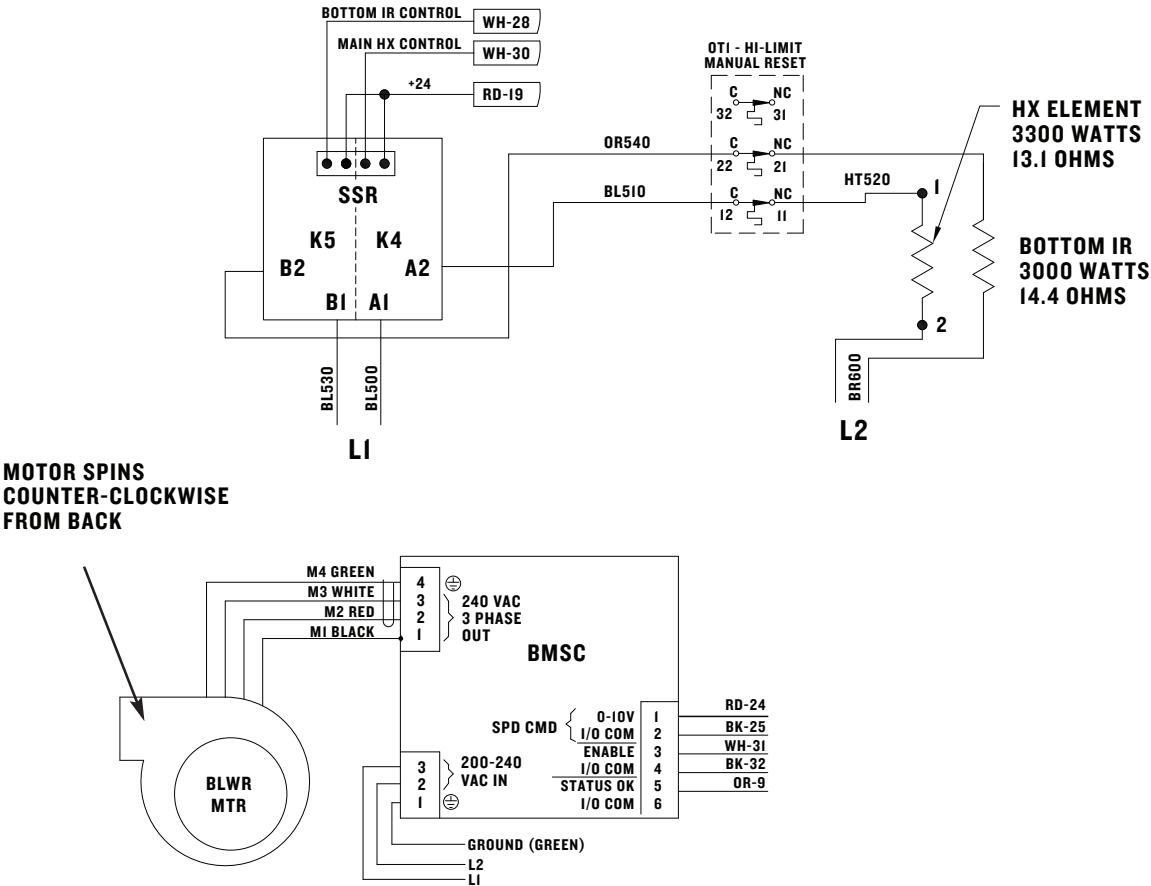 BOTTOM IR CONTROL
WH-28
MAIN HX CONTROL
WH-30
+24
RD-19
OT1 - HI-LIMIT
MANUAL RESET
C NC
32 31
OR540
C NC
22 21
BL510
C NC
12 11
HT520
1
2
HX ELEMENT
3300 WATTS
13.1 OHMS
BOTTOM IR
3000 WATTS
14.4 OHMS
SSR
K5 K4
B2 A2
B1 A1
BL530
BL500
L1
BR600
L2
MOTOR SPINS
COUNTER-CLOCKWISE
FROM BACK
M4 GREEN
M3 WHITE
M2 RED
M1 BLACK
4
3
2
1
240 VAC
3 PHASE
OUT
BMSC
BLWR
MTR
SPD CMD
0-10V 1 RD-24
I/O COM 2 BK-25
ENABLE 3 WH-31
I/O COM 4 BK-32
STATUS OK 5 OR-9
I/O COM 6
3
2
1
200-240
VAC IN
GROUND (GREEN)
L2
L1